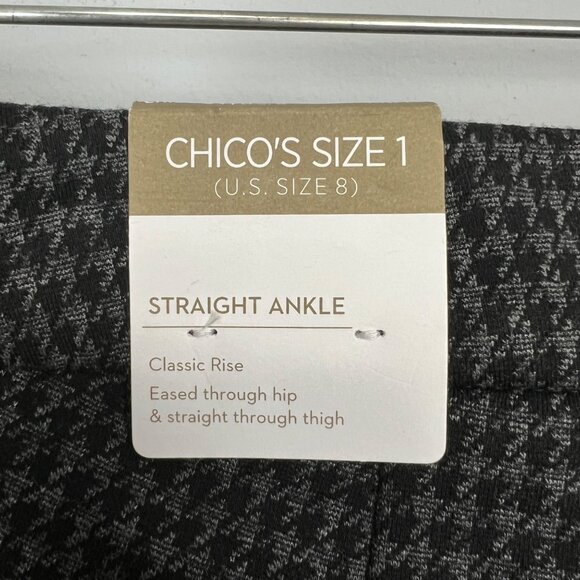 CHICO'S SIZE 1
(U.S. SIZE 8)
STRAIGHT ANKLE
Classic Rise
Eased through hip
& straight through thigh